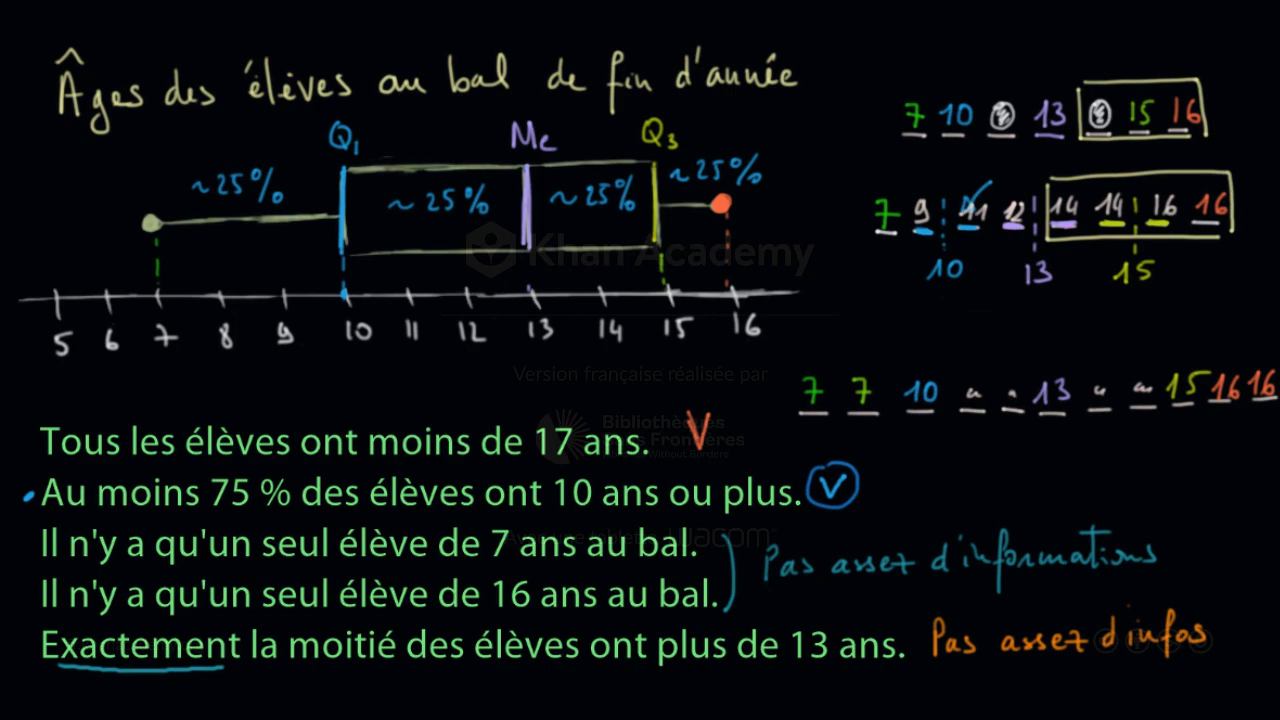 Âges des élèves au bal de fin d'année
Q1 Me Q3
~25% ~25% ~25% ~25%
5 6 7 8 9 10 11 12 13 14 15 16
7 10 13 15 16
7 9 11 12 14 14 16 16
10 13 15
7 7 10 13 15 16 16
Khan Academy
Version française réalisée par
Bibliothèques
Sans Frontières
Without Borders
Tous les élèves ont moins de 17 ans. V
Au moins 75 % des élèves ont 10 ans ou plus. V
Il n'y a qu'un seul élève de 7 ans au bal.
Il n'y a qu'un seul élève de 16 ans au bal.
Pas assez d'informations
Exactement la moitié des élèves ont plus de 13 ans. Pas assez d'infos